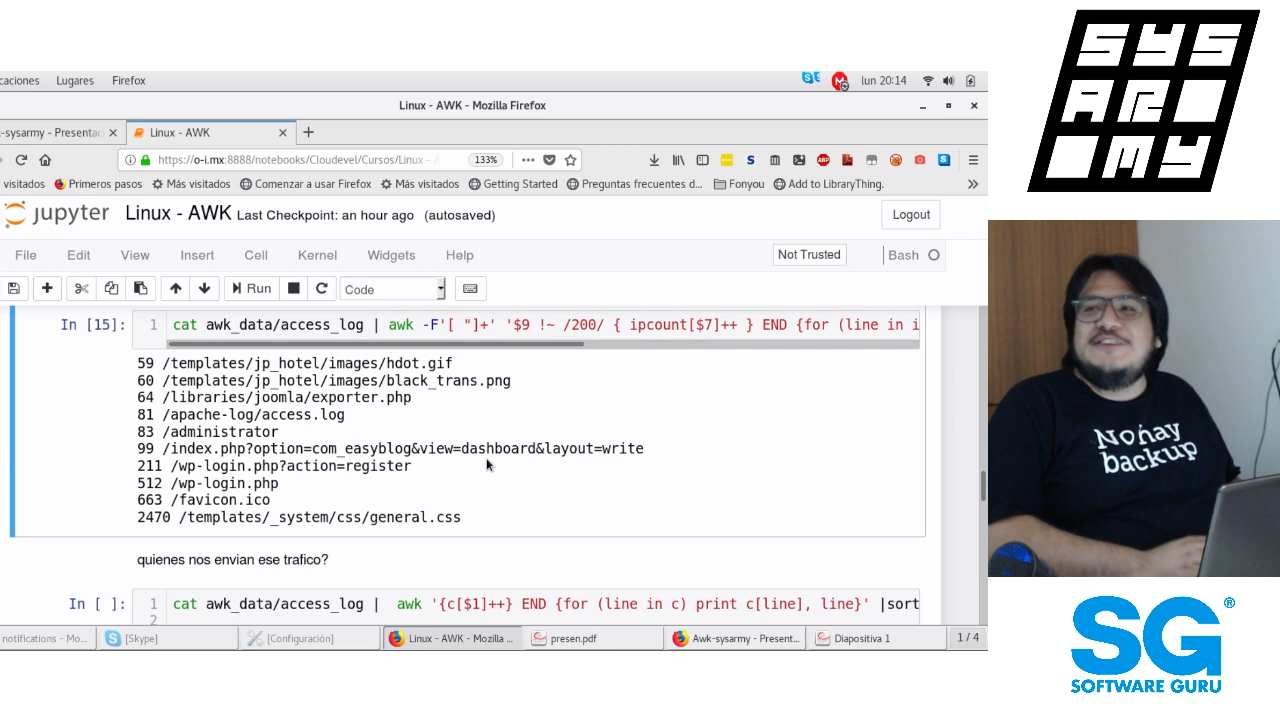 caciones Lugares Firefox lun 20:14
Linux - AWK - Mozilla Firefox
-sysarmy - Presentac Linux - AWK
https://o-i.mx:8888/notebooks/Cloudevel/Cursos/Linux - A 133%
visitados Primeros pasos Más visitados Comenzar a usar Firefox Más visitados Getting Started Preguntas frecuentes d... Fonyou Add to LibraryThing.
jupyter Linux - AWK Last Checkpoint: an hour ago (autosaved) Logout
File Edit View Insert Cell Kernel Widgets Help Not Trusted Bash
Run Code
In [15]: 1 cat awk_data/access_log | awk -F'[ "]+' '$9 !~ /200/ { ipcount[$7]++ } END {for (line in i
59 /templates/jp_hotel/images/hdot.gif
60 /templates/jp_hotel/images/black_trans.png
64 /libraries/joomla/exporter.php
81 /apache-log/access.log
83 /administrator
99 /index.php?option=com_easyblog&view=dashboard&layout=write
211 /wp-login.php?action=register
512 /wp-login.php
663 /favicon.ico
2470 /templates/_system/css/general.css
quienes nos envian ese trafico?
In [ ]: 1 cat awk_data/access_log | awk '{c[$1]++} END {for (line in c) print c[line], line}' |sort
2
notifications - Mo... [Skype] [Configuración] Linux - AWK - Mozilla ... presen.pdf Awk-sysarmy - Present... Diapositiva 1 1 / 4
SYS
AR
MY
No hay
backup
SG®
SOFTWARE GURU